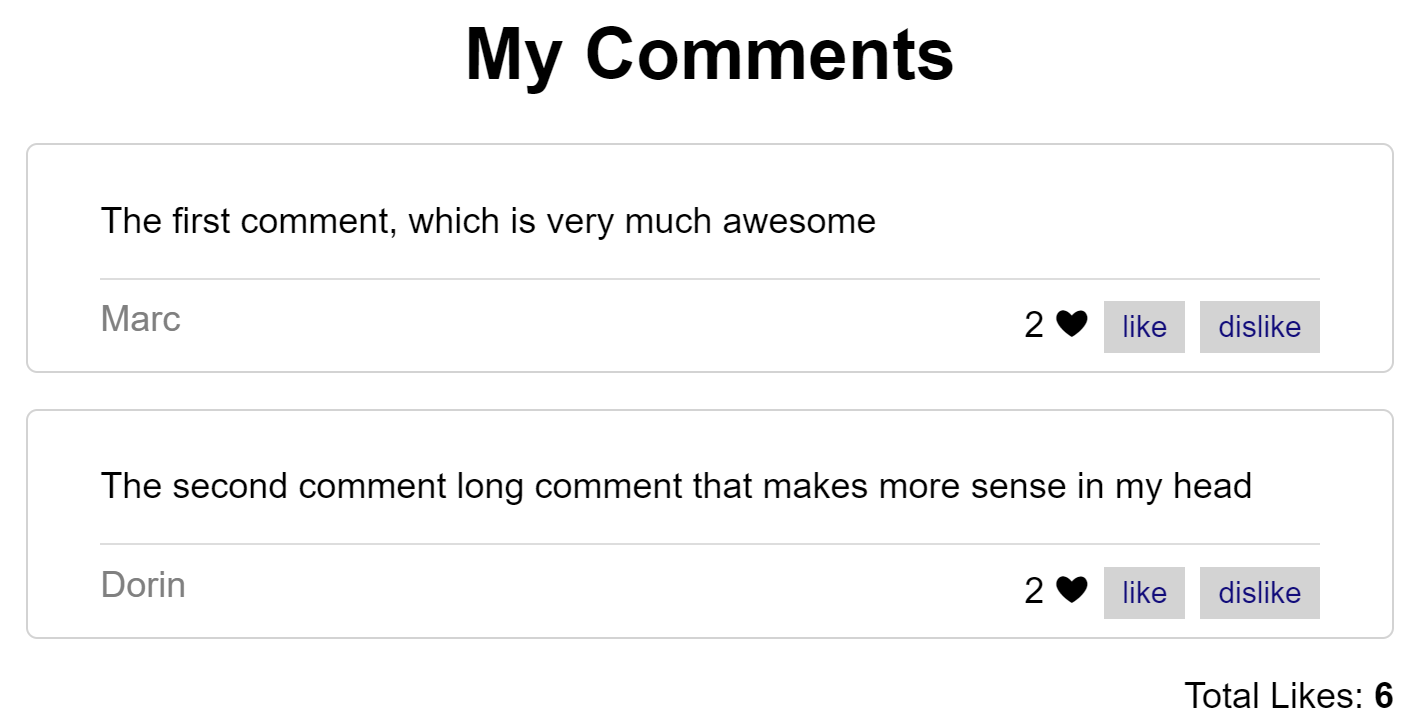 My Comments
The first comment, which is very much awesome
Marc
2 ♥ like dislike
The second comment long comment that makes more sense in my head
Dorin
2 ♥ like dislike
Total Likes: 6